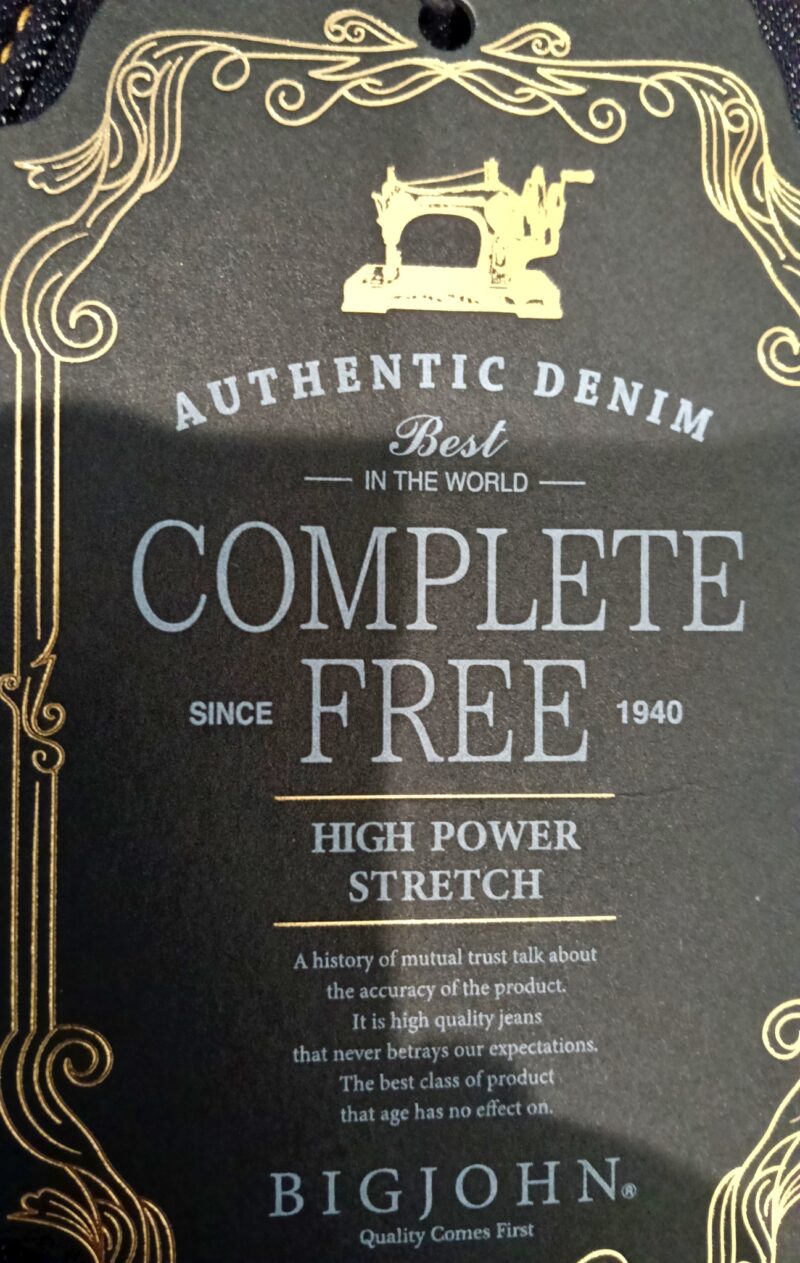 AUTHENTIC DENIM
Best
IN THE WORLD
COMPLETE
SINCE FREE 1940
HIGH POWER
STRETCH
A history of mutual trust talk about
the accuracy of the product.
It is high quality jeans
that never betrays our expectations.
The best class of product
that age has no effect on.
BIGJOHN®
Quality Comes First